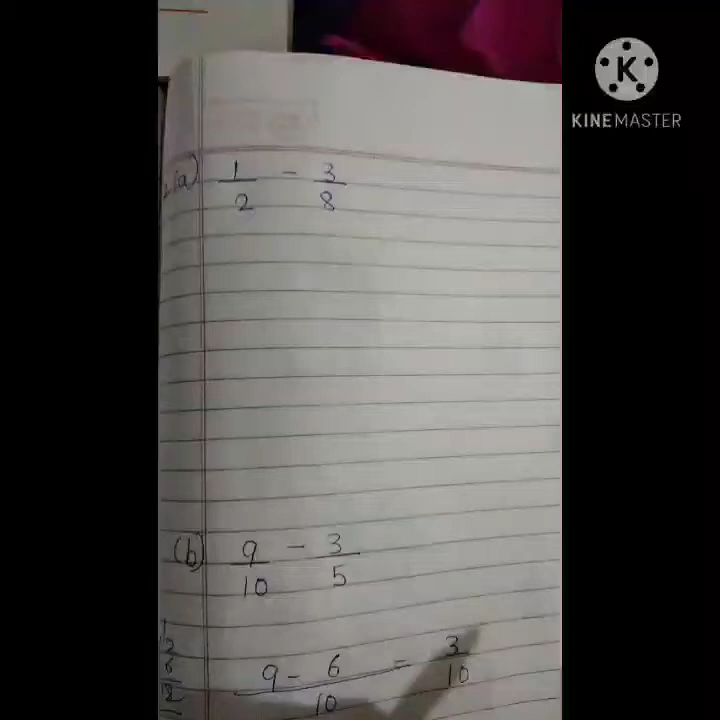 KINEMASTER
(a) 1/2 - 3/8
(b) 9/10 - 3/5
9 - 6/10 = 3/10